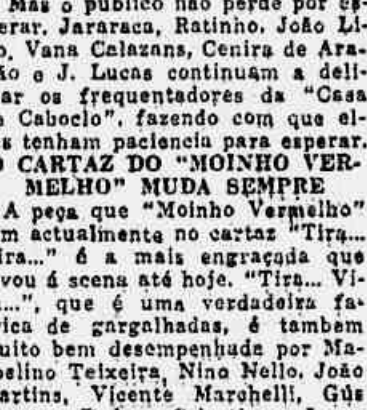 Mas o publico não perde por es-
erar. Jararaca, Ratinho. João Li-
o. Vana Calazans, Cenira de Ara-
ão e J. Lucas continuam a deli-
ar os frequentadores da "Casa
o Caboclo", fazendo com que el-
s tenham paciencia para esperar.
O CARTAZ DO "MOINHO VER-
MELHO" MUDA SEMPRE
A peça que "Moinho Vermelho"
m actualmente no cartaz "Tira...
ira..." é a mais engraçada que
vou á scena até hoje. "Tira... Vi-
a...", que é uma verdadeira fa-
rica de gargalhadas, é tambem
uito bem desempenhada por Ma-
oelino Teixeira, Nino Nello. João
artins, Vicente Marchelli, Gus